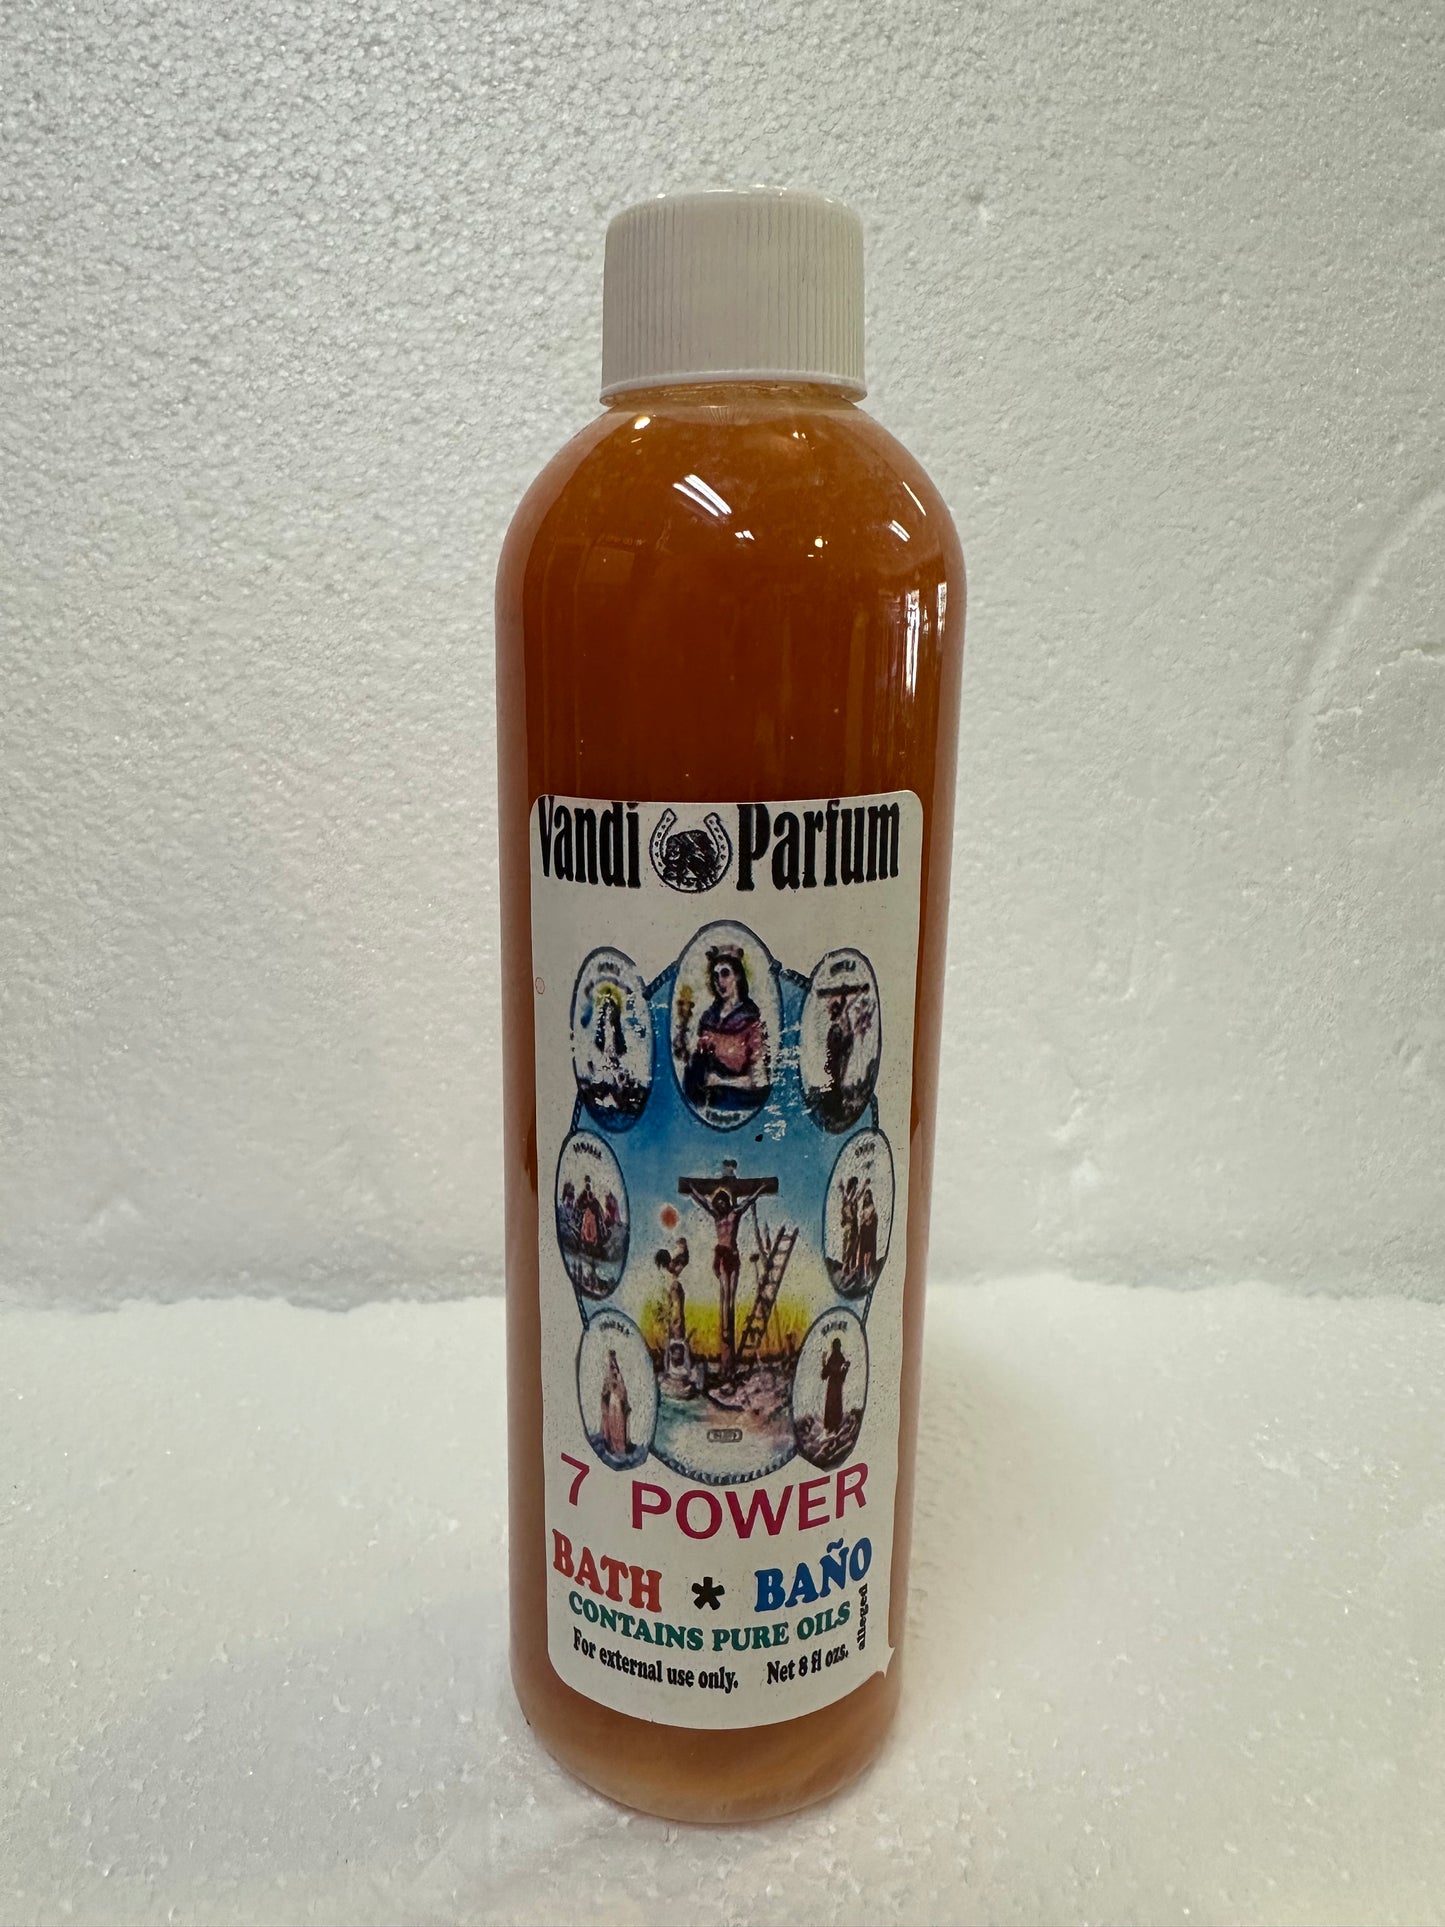 Vandi Parfum
7 POWER
BATH * BAÑO
CONTAINS PURE OILS
alleged
For external use only. Net 8 fl ozs.